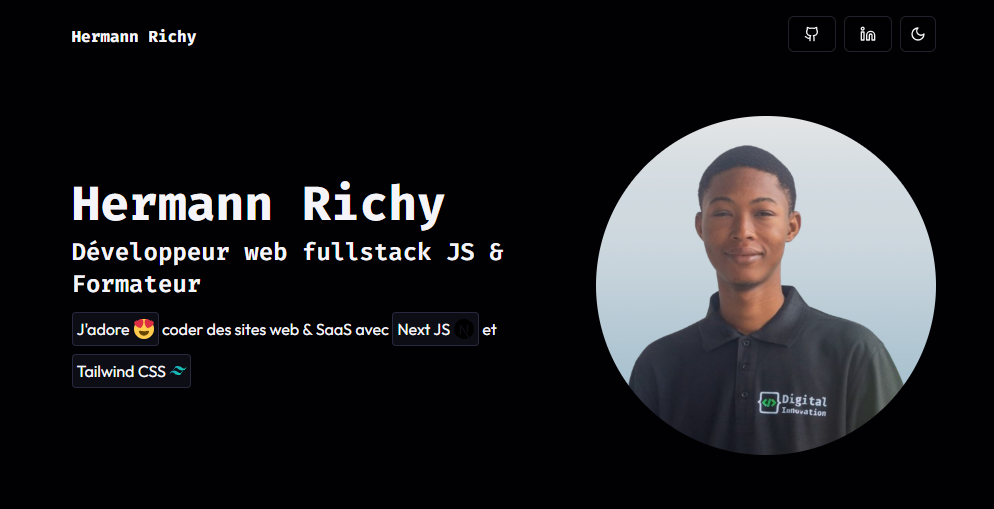 Hermann Richy
Hermann Richy
Développeur web fullstack JS &
Formateur
J'adore 😍 coder des sites web & SaaS avec Next JS et
Tailwind CSS
</> Digital
Innovation